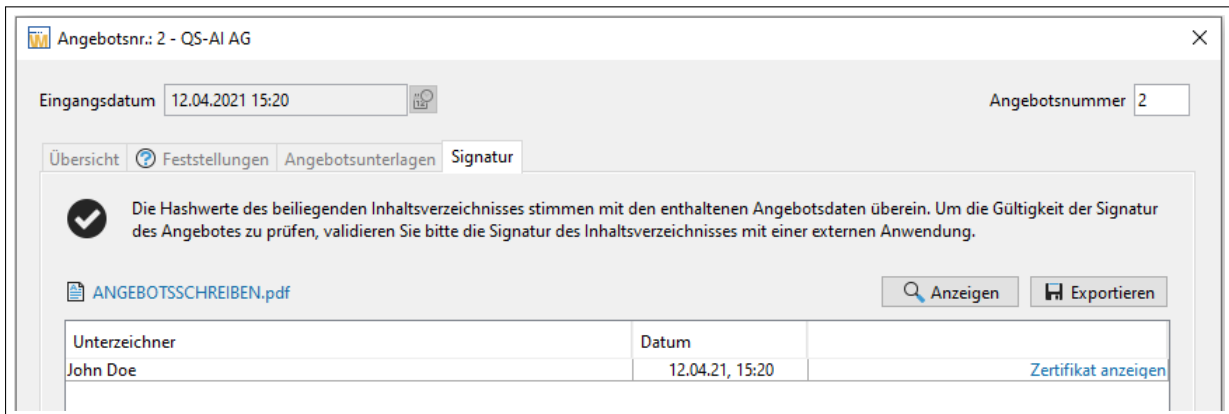 Angebotsnr.: 2 - QS-AI AG
Eingangsdatum 12.04.2021 15:20 Angebotsnummer 2
Übersicht Feststellungen Angebotsunterlagen Signatur
Die Hashwerte des beiliegenden Inhaltsverzeichnisses stimmen mit den enthaltenen Angebotsdaten überein. Um die Gültigkeit der Signatur
des Angebotes zu prüfen, validieren Sie bitte die Signatur des Inhaltsverzeichnisses mit einer externen Anwendung.
ANGEBOTSSCHREIBEN.pdf Anzeigen Exportieren
Unterzeichner Datum
John Doe 12.04.21, 15:20 Zertifikat anzeigen